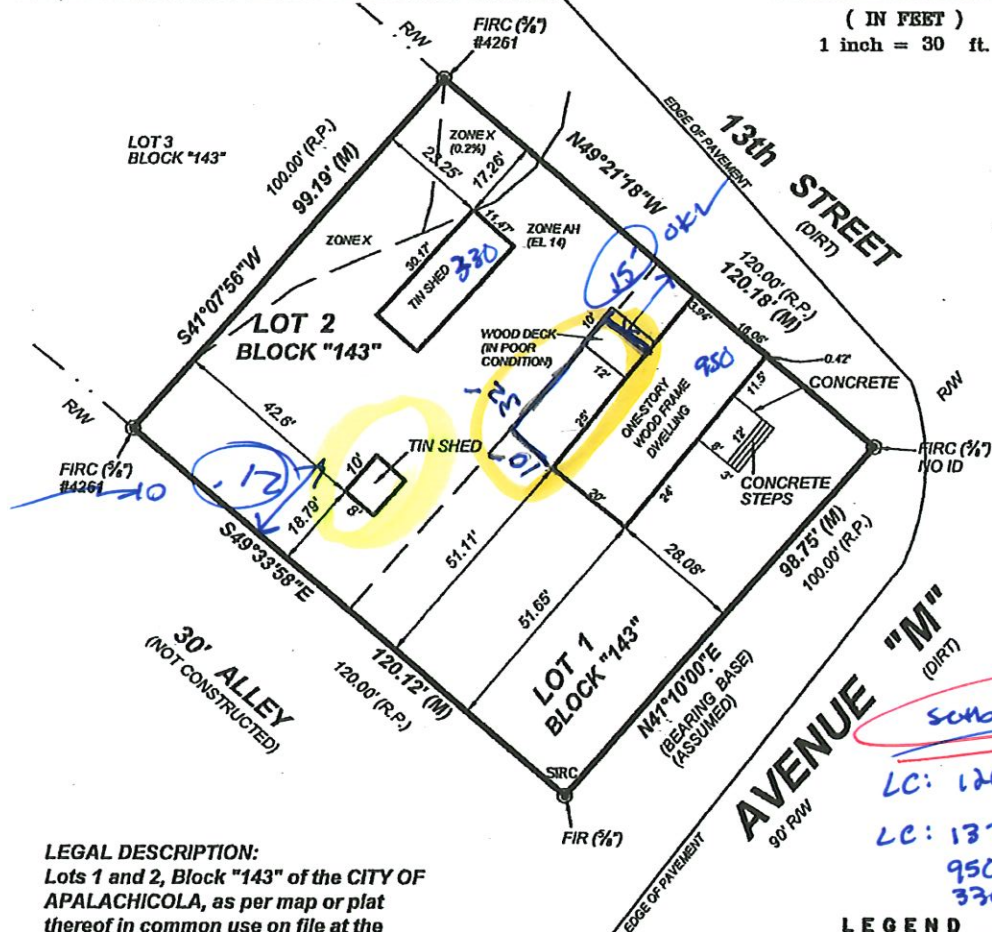 ( IN FEET )
1 inch = 30 ft.
FIRC (⅝")
#4261
R/W
LOT 3
BLOCK "143"
100.00' (R.P.)
99.19' (M)
ZONE X
(0.2%)
23.25'
17.26'
N49°21'18"W
EDGE OF PAVEMENT
13th STREET
(DIRT)
ZONE X
11.47'
ZONE AH
(EL 14)
30.17'
TIN SHED
330
15'
OK
120.00' (R.P.)
120.18' (M)
S41°07'56"W
LOT 2
BLOCK "143"
WOOD DECK
(IN POOR
CONDITION)
10'
12'
3.94'
16.06'
0.42'
950
ONE-STORY
WOOD FRAME
DWELLING
25'
11.5'
CONCRETE
R/W
R/W
42.6'
TIN SHED
10'
8'
10'
8'
12'
3'
CONCRETE
STEPS
FIRC (⅝")
NO ID
FIRC (⅝")
#4261
12'
18.79'
20'
24'
S49°33'58"E
51.11'
28.08'
98.75' (M)
100.00' (R.P.)
51.65'
30' ALLEY
(NOT CONSTRUCTED)
120.12' (M)
120.00' (R.P.)
LOT 1
BLOCK "143"
N41°10'00"E
(BEARING BASE)
(ASSUMED)
AVENUE "M"
(DIRT)
90' R/W
SIRC
FIR (⅝")
EDGE OF PAVEMENT
LC:
LC:
950
330
LEGAL DESCRIPTION:
Lots 1 and 2, Block "143" of the CITY OF
APALACHICOLA, as per map or plat
thereof in common use on file at the
LEGEND